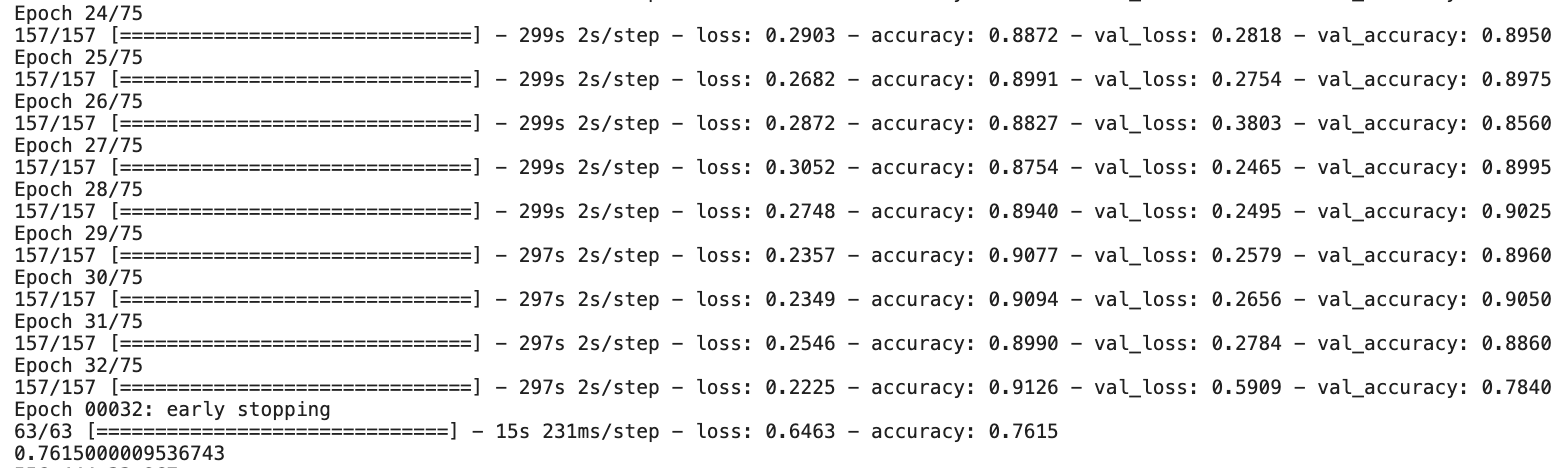 Epoch 24/75
157/157 [==============================] - 299s 2s/step - loss: 0.2903 - accuracy: 0.8872 - val_loss: 0.2818 - val_accuracy: 0.8950
Epoch 25/75
157/157 [==============================] - 299s 2s/step - loss: 0.2682 - accuracy: 0.8991 - val_loss: 0.2754 - val_accuracy: 0.8975
Epoch 26/75
157/157 [==============================] - 299s 2s/step - loss: 0.2872 - accuracy: 0.8827 - val_loss: 0.3803 - val_accuracy: 0.8560
Epoch 27/75
157/157 [==============================] - 299s 2s/step - loss: 0.3052 - accuracy: 0.8754 - val_loss: 0.2465 - val_accuracy: 0.8995
Epoch 28/75
157/157 [==============================] - 299s 2s/step - loss: 0.2748 - accuracy: 0.8940 - val_loss: 0.2495 - val_accuracy: 0.9025
Epoch 29/75
157/157 [==============================] - 297s 2s/step - loss: 0.2357 - accuracy: 0.9077 - val_loss: 0.2579 - val_accuracy: 0.8960
Epoch 30/75
157/157 [==============================] - 297s 2s/step - loss: 0.2349 - accuracy: 0.9094 - val_loss: 0.2656 - val_accuracy: 0.9050
Epoch 31/75
157/157 [==============================] - 297s 2s/step - loss: 0.2546 - accuracy: 0.8990 - val_loss: 0.2784 - val_accuracy: 0.8860
Epoch 32/75
157/157 [==============================] - 297s 2s/step - loss: 0.2225 - accuracy: 0.9126 - val_loss: 0.5909 - val_accuracy: 0.7840
Epoch 00032: early stopping
63/63 [==============================] - 15s 231ms/step - loss: 0.6463 - accuracy: 0.7615
0.7615000009536743